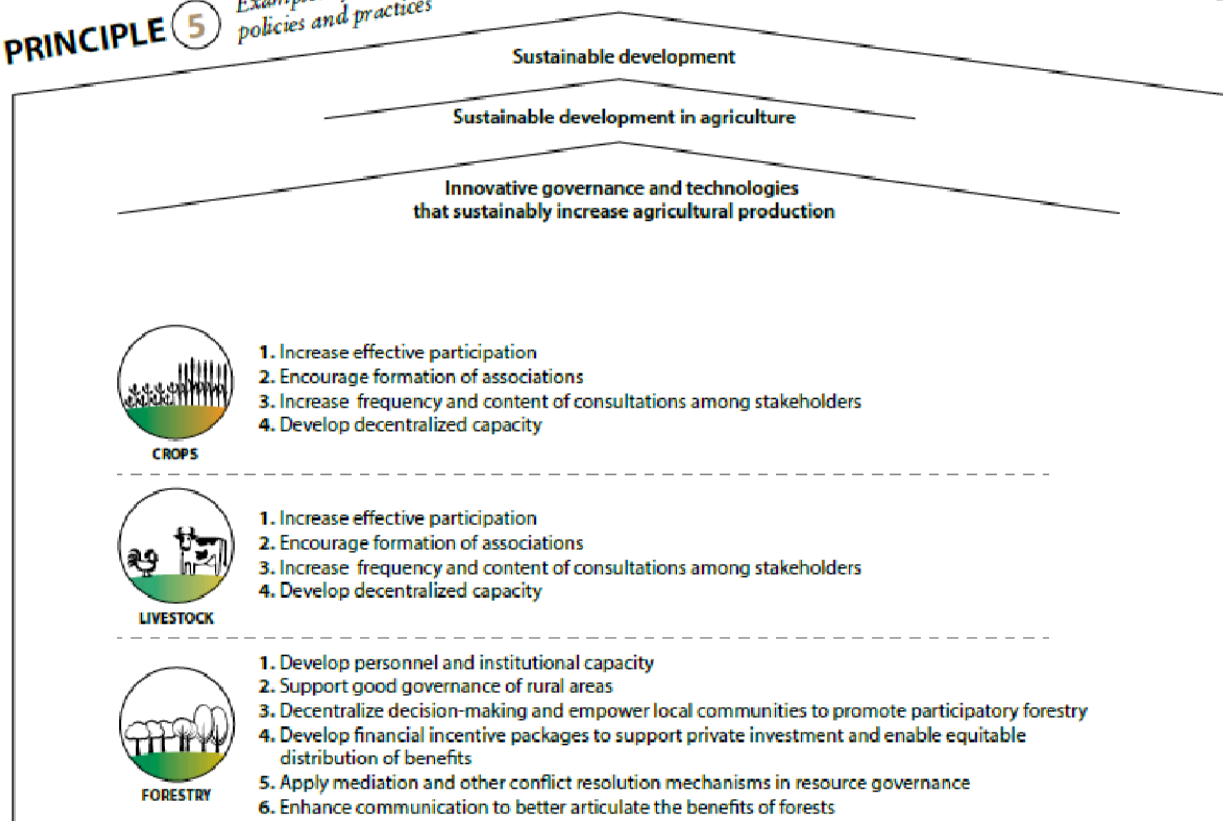 PRINCIPLE 5
policies and practices
Sustainable development
Sustainable development in agriculture
Innovative governance and technologies
that sustainably increase agricultural production
1. Increase effective participation
2. Encourage formation of associations
3. Increase frequency and content of consultations among stakeholders
4. Develop decentralized capacity
CROPS
1. Increase effective participation
2. Encourage formation of associations
3. Increase frequency and content of consultations among stakeholders
4. Develop decentralized capacity
LIVESTOCK
1. Develop personnel and institutional capacity
2. Support good governance of rural areas
3. Decentralize decision-making and empower local communities to promote participatory forestry
4. Develop financial incentive packages to support private investment and enable equitable
distribution of benefits
5. Apply mediation and other conflict resolution mechanisms in resource governance
6. Enhance communication to better articulate the benefits of forests
FORESTRY